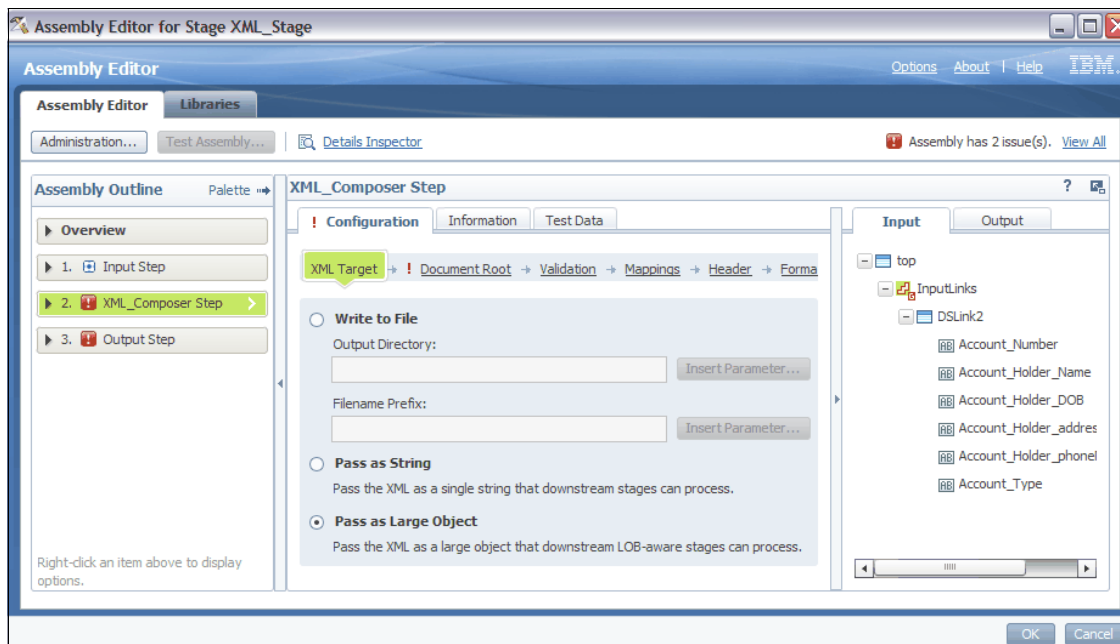 Assembly Editor for Stage XML_Stage
Assembly Editor
Options About Help IBM.
Assembly Editor Libraries
Administration... Test Assembly... Details Inspector
Assembly has 2 issue(s). View All
Assembly Outline Palette
Overview
1. Input Step
2. XML_Composer Step
3. Output Step
Right-click an item above to display
options.
XML_Composer Step ?
! Configuration Information Test Data
XML Target ! Document Root Validation Mappings Header Forma
Write to File
Output Directory:
Insert Parameter...
Filename Prefix:
Insert Parameter...
Pass as String
Pass the XML as a single string that downstream stages can process.
Pass as Large Object
Pass the XML as a large object that downstream LOB-aware stages can process.
Input Output
top
InputLinks
DSLink2
Account_Number
Account_Holder_Name
Account_Holder_DOB
Account_Holder_addres
Account_Holder_phone
Account_Type
OK Cancel